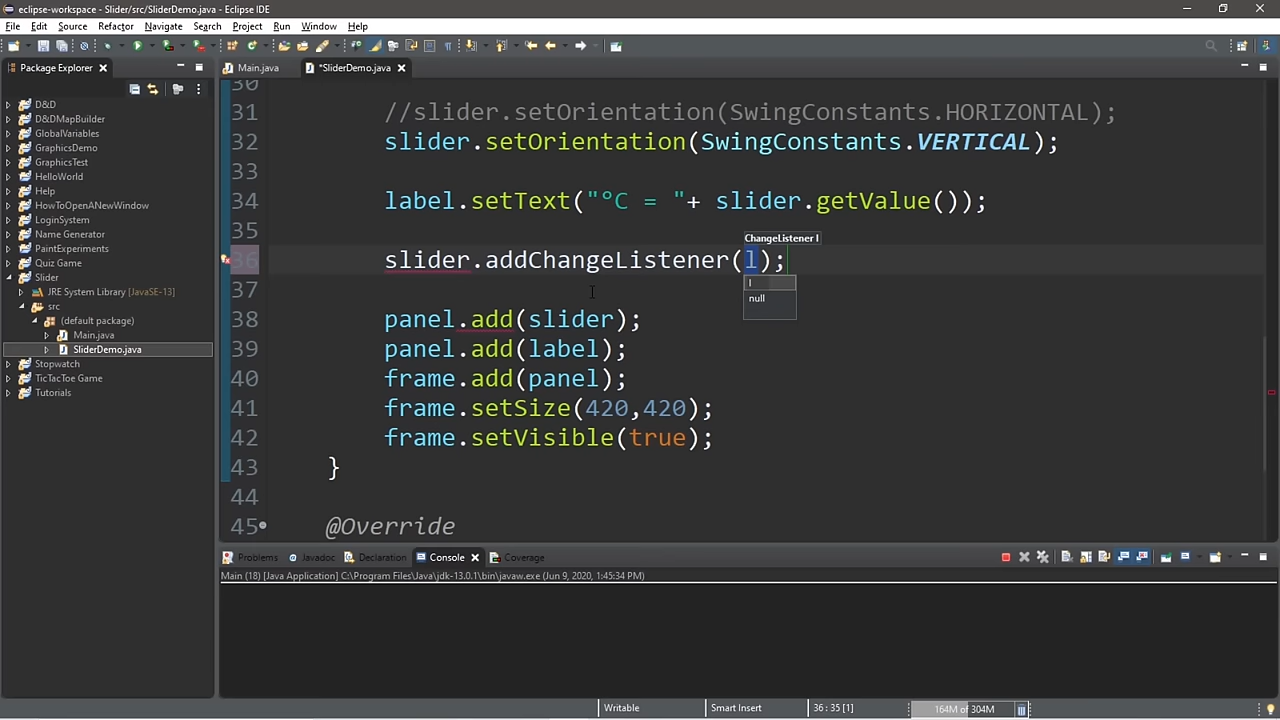 eclipse-workspace - Slider/src/SliderDemo.java - Eclipse IDE
File Edit Source Refactor Navigate Search Project Run Window Help
Package Explorer
Main.java
*SliderDemo.java
D&D
D&DMapBuilder
GlobalVariables
GraphicsDemo
GraphicsTest
HelloWorld
Help
HowToOpenANewWindow
LoginSystem
Name Generator
PaintExperiments
Quiz Game
Slider
JRE System Library [JavaSE-13]
src
(default package)
Main.java
SliderDemo.java
Stopwatch
TicTacToe Game
Tutorials
30
31 //slider.setOrientation(SwingConstants.HORIZONTAL);
32 slider.setOrientation(SwingConstants.VERTICAL);
33
34 label.setText("°C = "+ slider.getValue());
35
ChangeListener l
36 slider.addChangeListener(l);
l
null
37
38 panel.add(slider);
39 panel.add(label);
40 frame.add(panel);
41 frame.setSize(420,420);
42 frame.setVisible(true);
43 }
44
45 @Override
Problems Javadoc Declaration Console Coverage
Main (18) [Java Application] C:\Program Files\Java\jdk-13.0.1\bin\javaw.exe (Jun 9, 2020, 1:45:34 PM)
Writable Smart Insert 36 : 35 [1] 164M of 304M